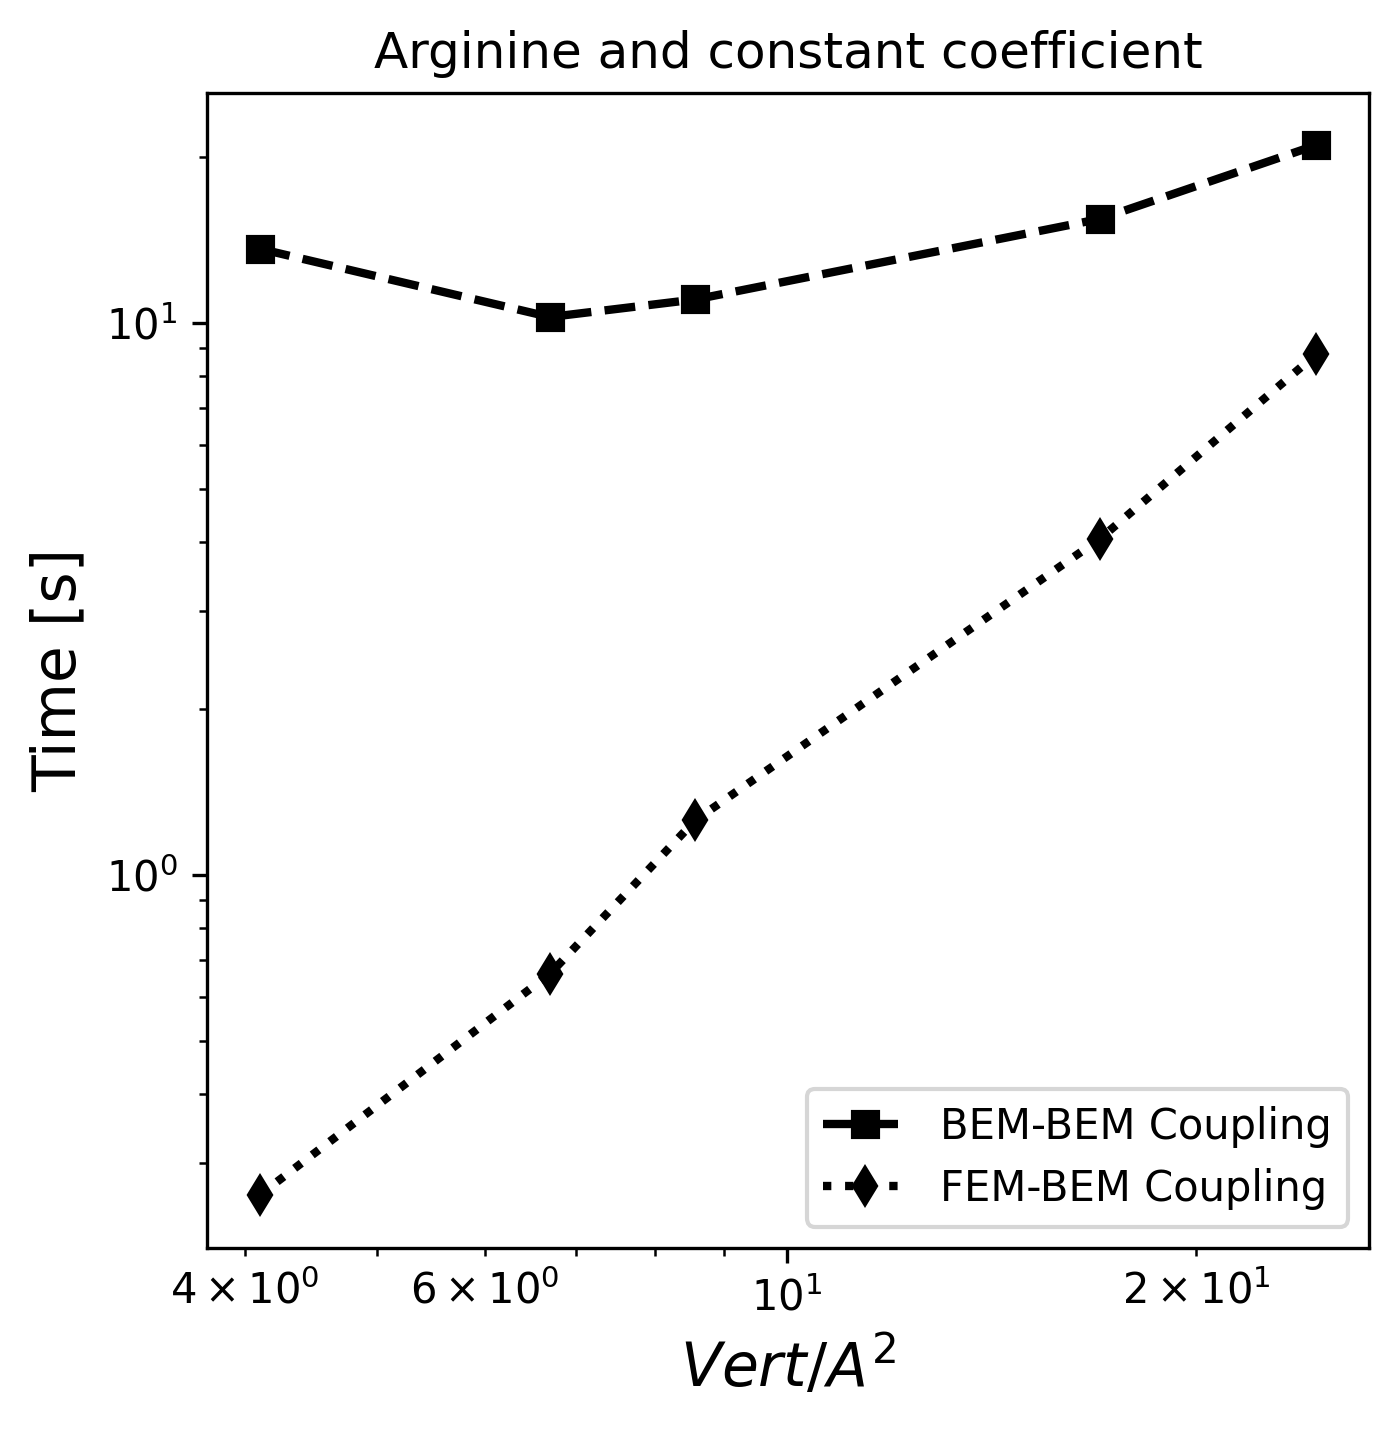 Arginine and constant coefficient
Time [s]
10¹
10⁰
BEM-BEM Coupling
FEM-BEM Coupling
4 × 10⁰ 6 × 10⁰ 10¹ 2 × 10¹
Vert/A²